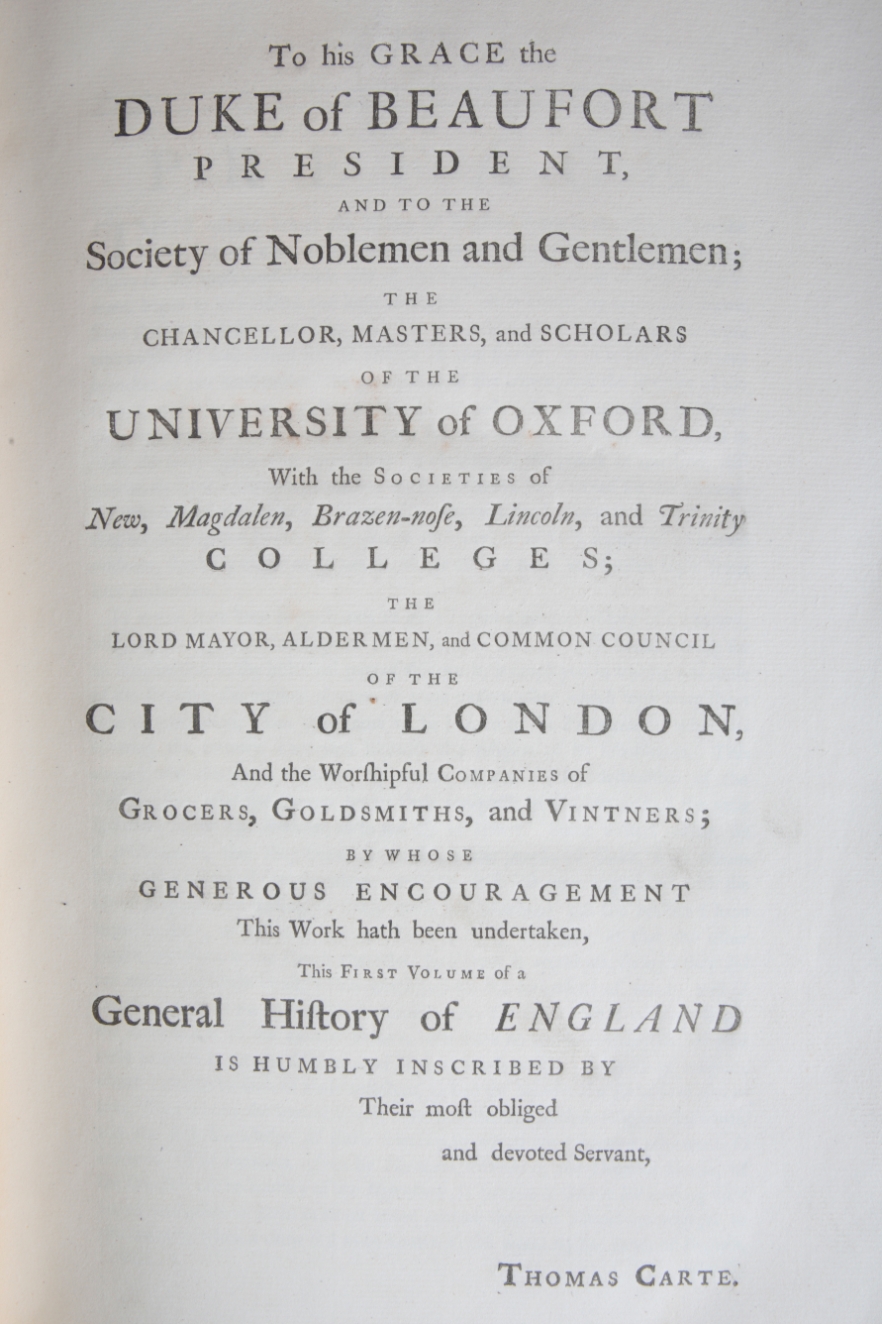 To his GRACE the
DUKE of BEAUFORT
PRESIDENT,
AND TO THE
Society of Noblemen and Gentlemen;
THE
CHANCELLOR, MASTERS, and SCHOLARS
OF THE
UNIVERSITY of OXFORD,
With the SOCIETIES of
New, Magdalen, Brazen-noſe, Lincoln, and Trinity
COLLEGES;
THE
LORD MAYOR, ALDERMEN, and COMMON COUNCIL
OF THE
CITY of LONDON,
And the Worſhipful COMPANIES of
GROCERS, GOLDSMITHS, and VINTNERS;
BY WHOSE
GENEROUS ENCOURAGEMENT
This Work hath been undertaken,
This FIRST VOLUME of a
General Hiſtory of ENGLAND
IS HUMBLY INSCRIBED BY
Their moſt obliged
and devoted Servant,
THOMAS CARTE.